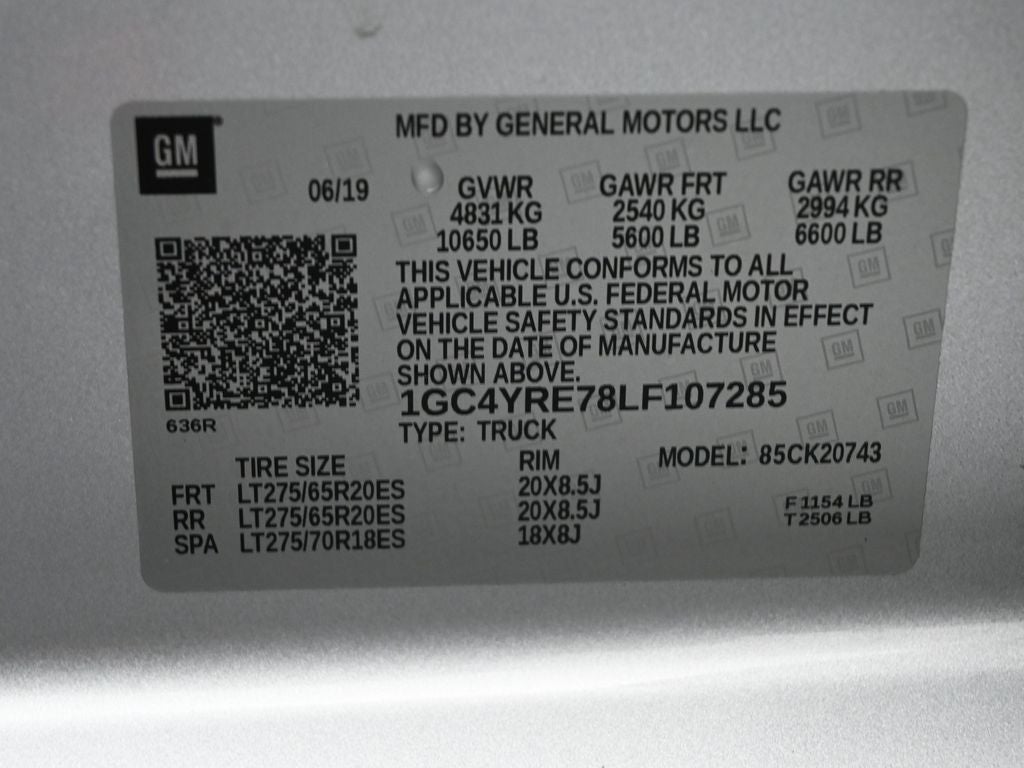 GM
MFD BY GENERAL MOTORS LLC
06/19
GVWR GAWR FRT GAWR RR
4831 KG 2540 KG 2994 KG
10650 LB 5600 LB 6600 LB
THIS VEHICLE CONFORMS TO ALL
APPLICABLE U.S. FEDERAL MOTOR
VEHICLE SAFETY STANDARDS IN EFFECT
ON THE DATE OF MANUFACTURE
SHOWN ABOVE.
1GC4YRE78LF107285
636R
TYPE: TRUCK
TIRE SIZE RIM MODEL: 85CK20743
FRT LT275/65R20ES 20X8.5J
RR LT275/65R20ES 20X8.5J
SPA LT275/70R18ES 18X8J
F 1154 LB
T 2506 LB